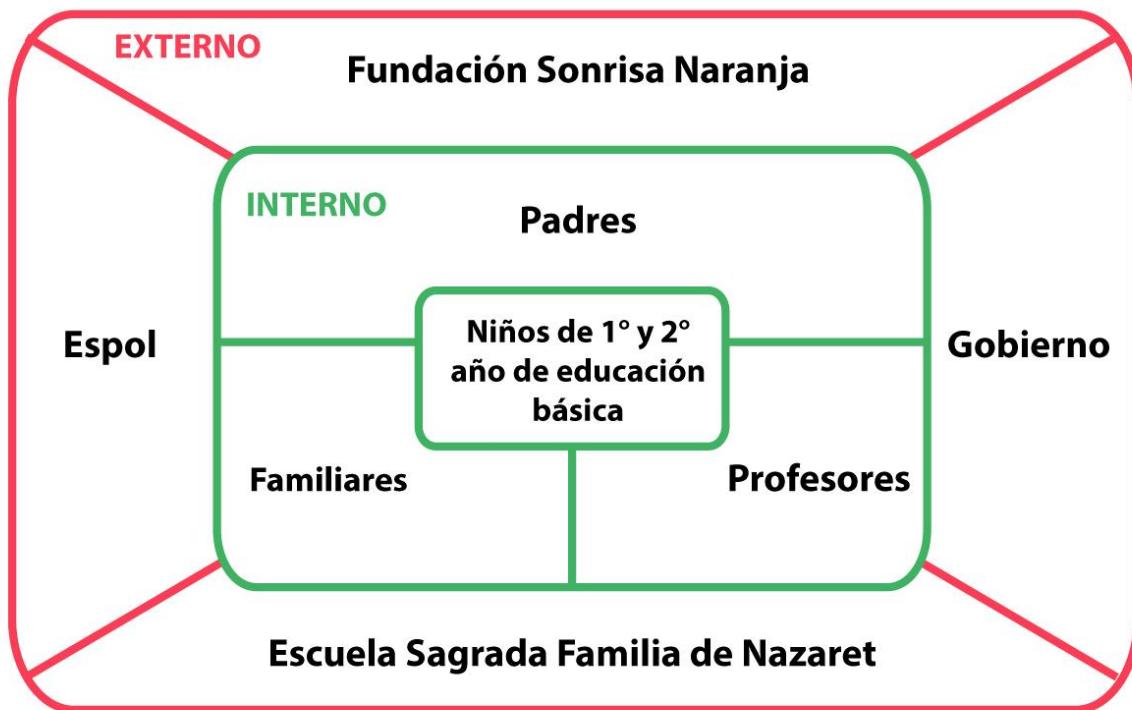 EXTERNO
Fundación Sonrisa Naranja
INTERNO
Padres
Espol
Niños de 1° y 2°
año de educación
básica
Gobierno
Familiares
Profesores
Escuela Sagrada Familia de Nazaret